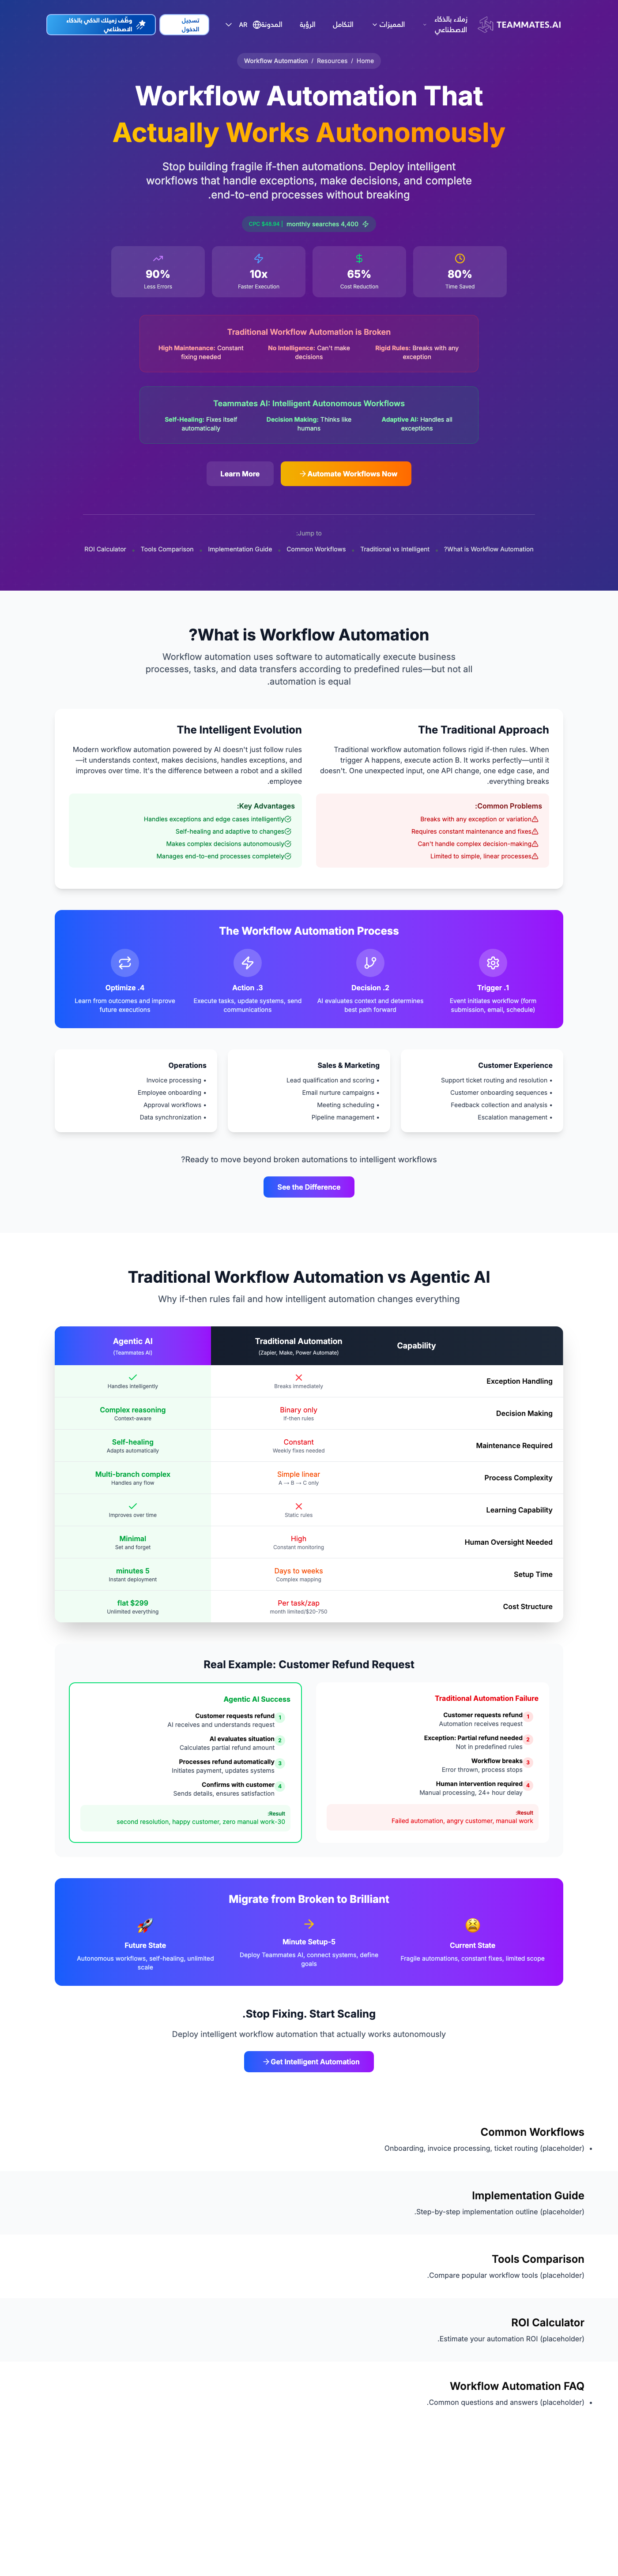 TEAMMATES.AI
زملاء بالذكاء
الاصطناعي
المميزات
التكامل
الرؤية
المدونة
AR
تسجيل
الدخول
وظّف زميلك الذكي بالذكاء
الاصطناعي
Workflow Automation / Resources / Home
Workflow Automation That
Actually Works Autonomously
Stop building fragile if-then automations. Deploy intelligent
workflows that handle exceptions, make decisions, and complete
.end-to-end processes without breaking
CPC $48.94 | monthly searches 4,400
90%
Less Errors
10x
Faster Execution
65%
Cost Reduction
80%
Time Saved
Traditional Workflow Automation is Broken
High Maintenance: Constant
fixing needed
No Intelligence: Can't make
decisions
Rigid Rules: Breaks with any
exception
Teammates AI: Intelligent Autonomous Workflows
Self-Healing: Fixes itself
automatically
Decision Making: Thinks like
humans
Adaptive AI: Handles all
exceptions
Learn More
Automate Workflows Now
:Jump to
ROI Calculator • Tools Comparison • Implementation Guide • Common Workflows • Traditional vs Intelligent • ?What is Workflow Automation
?What is Workflow Automation
Workflow automation uses software to automatically execute business
processes, tasks, and data transfers according to predefined rules—but not all
.automation is equal
The Intelligent Evolution
Modern workflow automation powered by AI doesn't just follow rules
—it understands context, makes decisions, handles exceptions, and
improves over time. It's the difference between a robot and a skilled
.employee
:Key Advantages
Handles exceptions and edge cases intelligently
Self-healing and adaptive to changes
Makes complex decisions autonomously
Manages end-to-end processes completely
The Traditional Approach
Traditional workflow automation follows rigid if-then rules. When
trigger A happens, execute action B. It works perfectly—until it
doesn't. One unexpected input, one API change, one edge case, and
.everything breaks
:Common Problems
Breaks with any exception or variation
Requires constant maintenance and fixes
Can't handle complex decision-making
Limited to simple, linear processes
The Workflow Automation Process
Optimize .4
Learn from outcomes and improve
future executions
Action .3
Execute tasks, update systems, send
communications
Decision .2
AI evaluates context and determines
best path forward
Trigger .1
Event initiates workflow (form
submission, email, schedule)
Operations
Invoice processing •
Employee onboarding •
Approval workflows •
Data synchronization •
Sales & Marketing
Lead qualification and scoring •
Email nurture campaigns •
Meeting scheduling •
Pipeline management •
Customer Experience
Support ticket routing and resolution •
Customer onboarding sequences •
Feedback collection and analysis •
Escalation management •
?Ready to move beyond broken automations to intelligent workflows
See the Difference
Traditional Workflow Automation vs Agentic AI
Why if-then rules fail and how intelligent automation changes everything
Agentic AI
(Teammates AI)
Traditional Automation
(Zapier, Make, Power Automate)
Capability
Handles intelligently
Breaks immediately
Exception Handling
Complex reasoning
Context-aware
Binary only
If-then rules
Decision Making
Self-healing
Adapts automatically
Constant
Weekly fixes needed
Maintenance Required
Multi-branch complex
Handles any flow
Simple linear
A → B → C only
Process Complexity
Improves over time
Static rules
Learning Capability
Minimal
Set and forget
High
Constant monitoring
Human Oversight Needed
minutes 5
Instant deployment
Days to weeks
Complex mapping
Setup Time
flat $299
Unlimited everything
Per task/zap
month limited/$20-750
Cost Structure
Real Example: Customer Refund Request
Agentic AI Success
Customer requests refund 1
AI receives and understands request
AI evaluates situation 2
Calculates partial refund amount
Processes refund automatically 3
Initiates payment, updates systems
Confirms with customer 4
Sends details, ensures satisfaction
:Result
second resolution, happy customer, zero manual work-30
Traditional Automation Failure
Customer requests refund 1
Automation receives request
Exception: Partial refund needed 2
Not in predefined rules
Workflow breaks 3
Error thrown, process stops
Human intervention required 4
Manual processing, 24+ hour delay
:Result
Failed automation, angry customer, manual work
Migrate from Broken to Brilliant
Future State
Autonomous workflows, self-healing, unlimited
scale
Minute Setup-5
Deploy Teammates AI, connect systems, define
goals
Current State
Fragile automations, constant fixes, limited scope
.Stop Fixing. Start Scaling
Deploy intelligent workflow automation that actually works autonomously
Get Intelligent Automation
Common Workflows
Onboarding, invoice processing, ticket routing (placeholder) •
Implementation Guide
.Step-by-step implementation outline (placeholder)
Tools Comparison
.Compare popular workflow tools (placeholder)
ROI Calculator
.Estimate your automation ROI (placeholder)
Workflow Automation FAQ
.Common questions and answers (placeholder) •